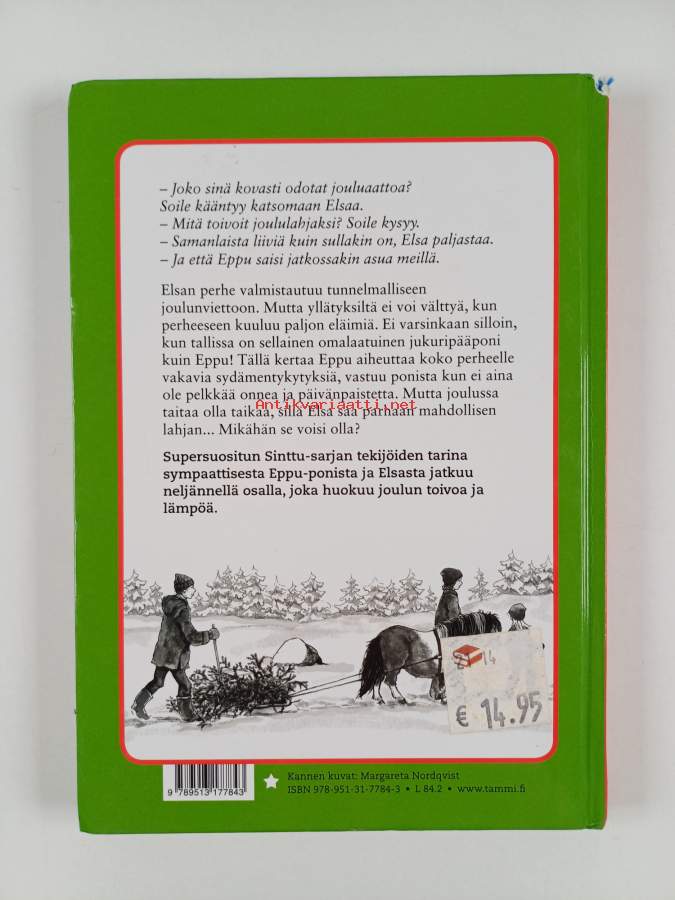 – Joko sinä kovasti odotat jouluaattoa?
Soile kääntyy katsomaan Elsaa.
– Mitä toivoit joululahjaksi? Soile kysyy.
– Samanlaista liiviä kuin sullakin on, Elsa paljastaa.
– Ja että Eppu saisi jatkossakin asua meillä.
Elsan perhe valmistautuu tunnelmalliseen
joulunviettoon. Mutta yllätyksiltä ei voi välttyä, kun
perheeseen kuuluu paljon eläimiä. Ei varsinkaan silloin,
kun tallissa on sellainen omalaatuinen jukuripääponi
kuin Eppu! Tällä kertaa Eppu aiheuttaa koko perheelle
vakavia sydämentykytyksiä, vastuu ponista kun ei aina
ole pelkkää onnea ja päivänpaistetta. Mutta joulussa
Antikvariaatti.net
taitaa olla taikaa, sillä Elsa saa parhaan mahdollisen
lahjan... Mikähän se voisi olla?
Supersuositun Sinttu-sarjan tekijöiden tarina
sympaattisesta Eppu-ponista ja Elsasta jatkuu
neljännellä osalla, joka huokuu joulun toivoa ja
lämpöä.
14
€ 14.95
Kannen kuvat: Margareta Nordqvist
ISBN 978-951-31-7784-3 • L 84.2 • www.tammi.fi
9 789513 177843